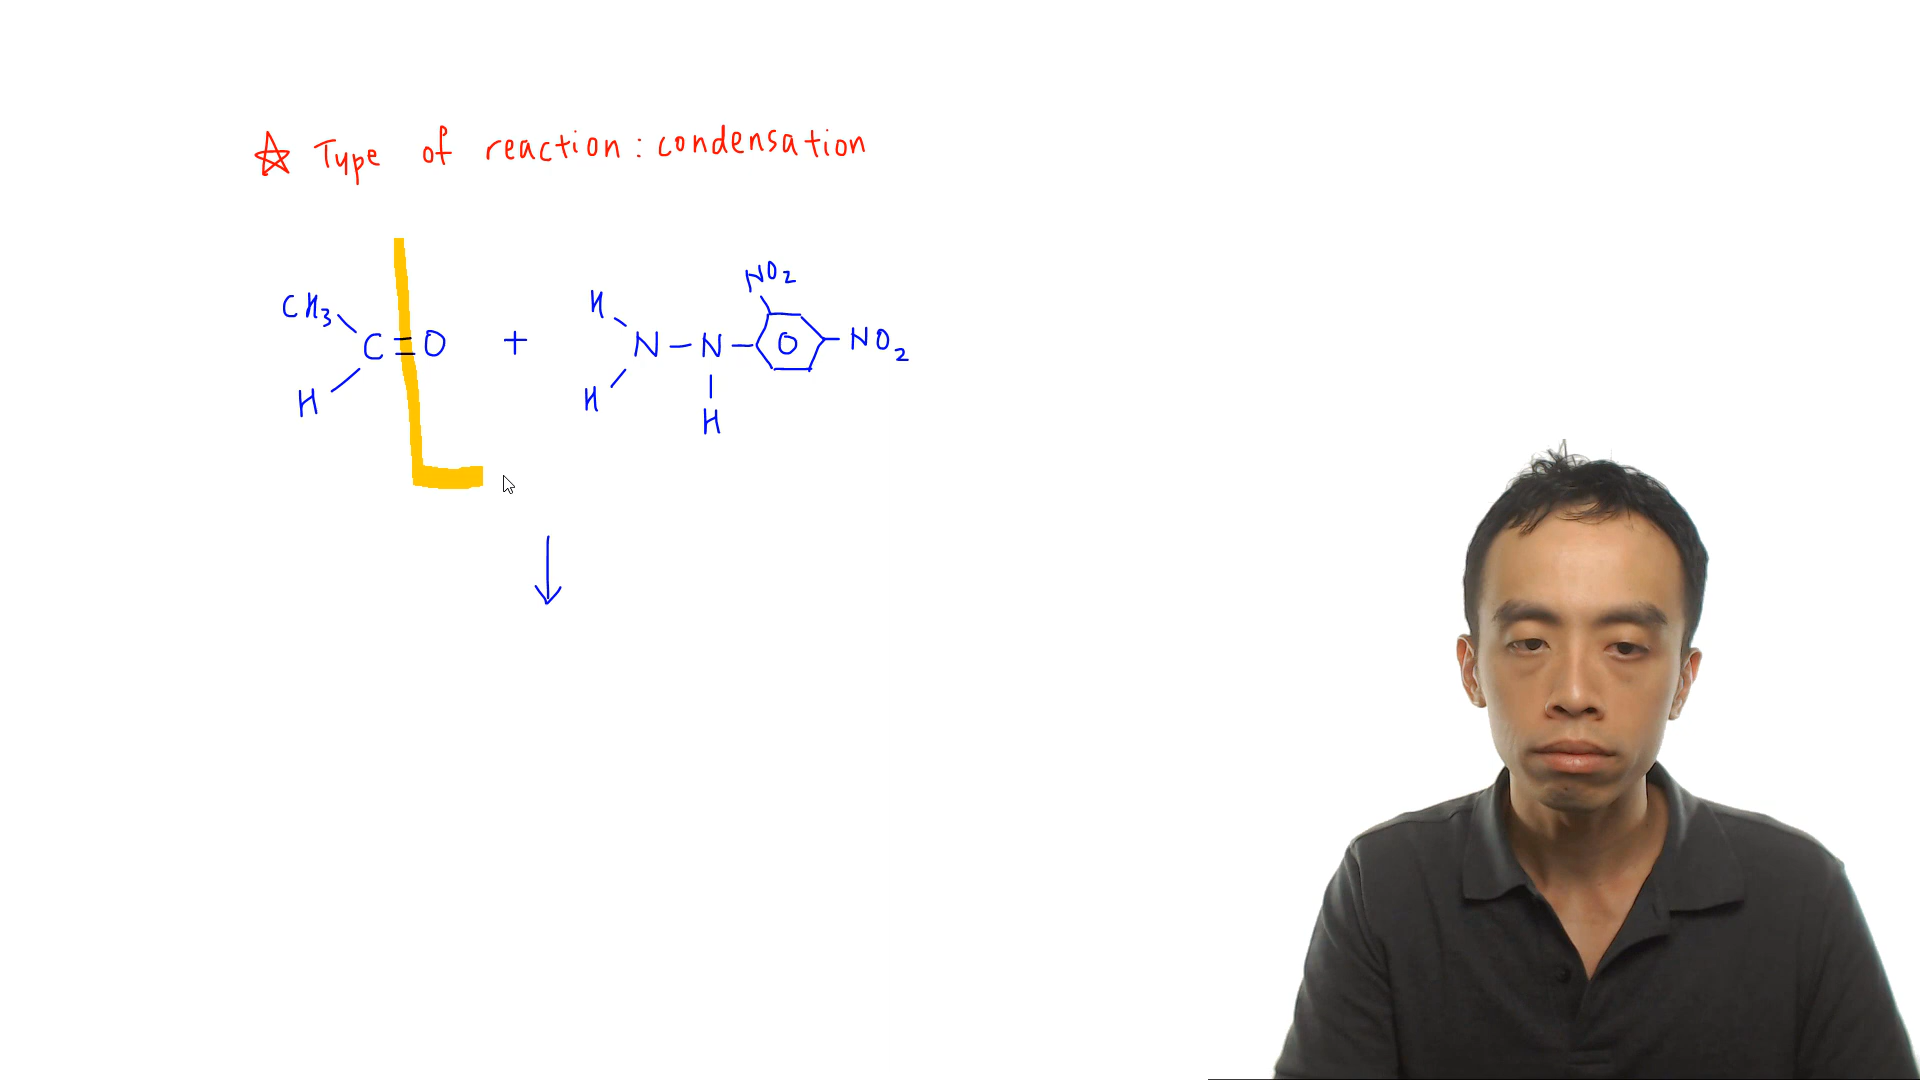 ☆ Type of reaction: condensation
NO2
CH3 H
C=O + N-N- -NO2
H H H